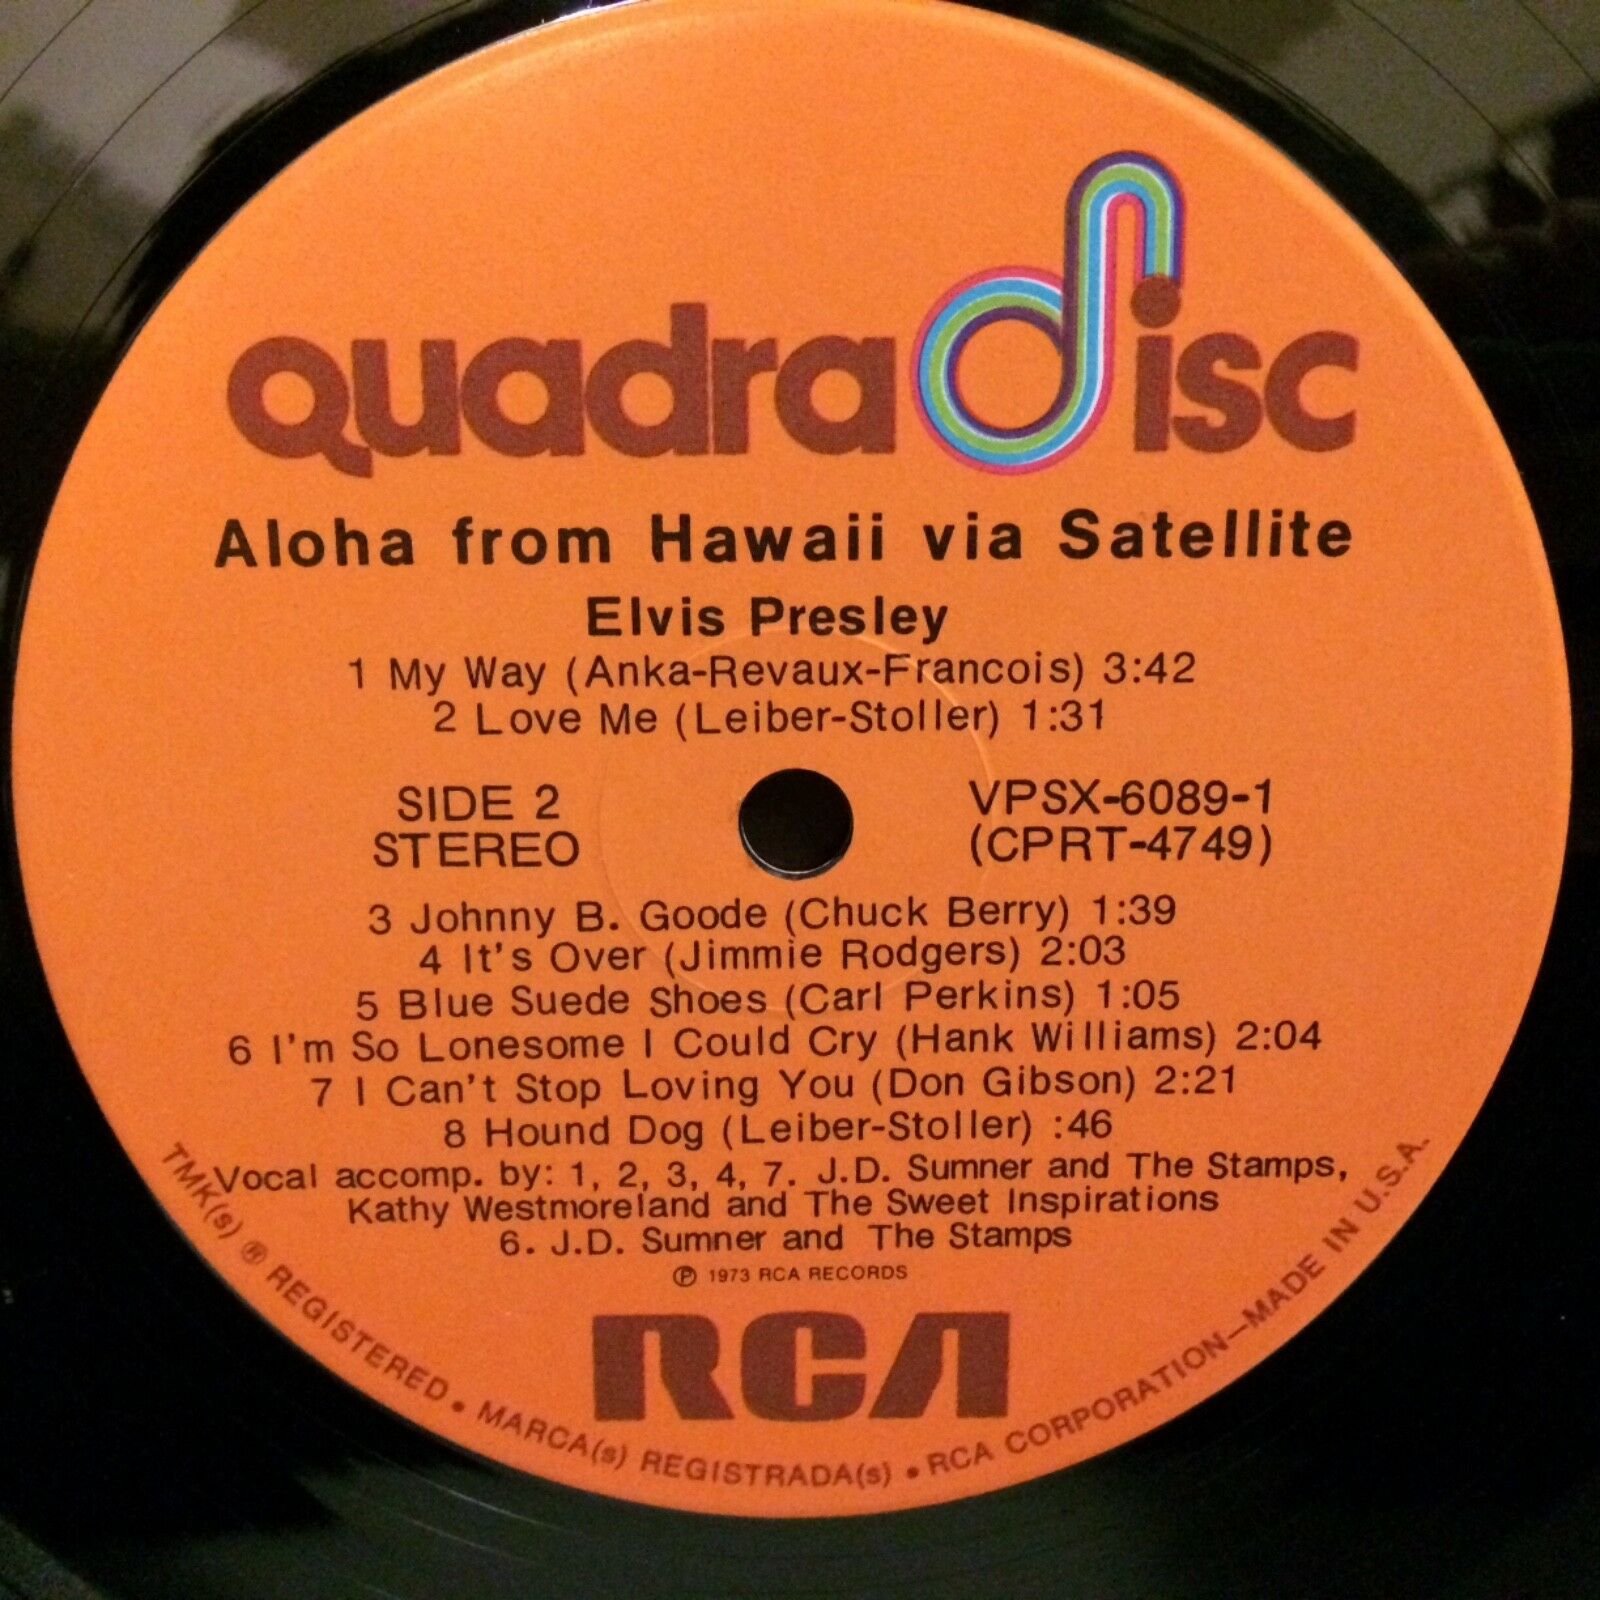 quadradisc
Aloha from Hawaii via Satellite
Elvis Presley
1 My Way (Anka-Revaux-Francois) 3:42
2 Love Me (Leiber-Stoller) 1:31
SIDE 2
STEREO
VPSX-6089-1
(CPRT-4749)
3 Johnny B. Goode (Chuck Berry) 1:39
4 It's Over (Jimmie Rodgers) 2:03
5 Blue Suede Shoes (Carl Perkins) 1:05
6 I'm So Lonesome I Could Cry (Hank Williams) 2:04
7 I Can't Stop Loving You (Don Gibson) 2:21
8 Hound Dog (Leiber-Stoller) :46
Vocal accomp. by: 1, 2, 3, 4, 7. J.D. Sumner and The Stamps,
Kathy Westmoreland and The Sweet Inspirations
6. J.D. Sumner and The Stamps
℗ 1973 RCA RECORDS
RCA
TMK(s) ® REGISTERED • MARCA(s) REGISTRADA(s) • RCA CORPORATION—MADE IN U.S.A.